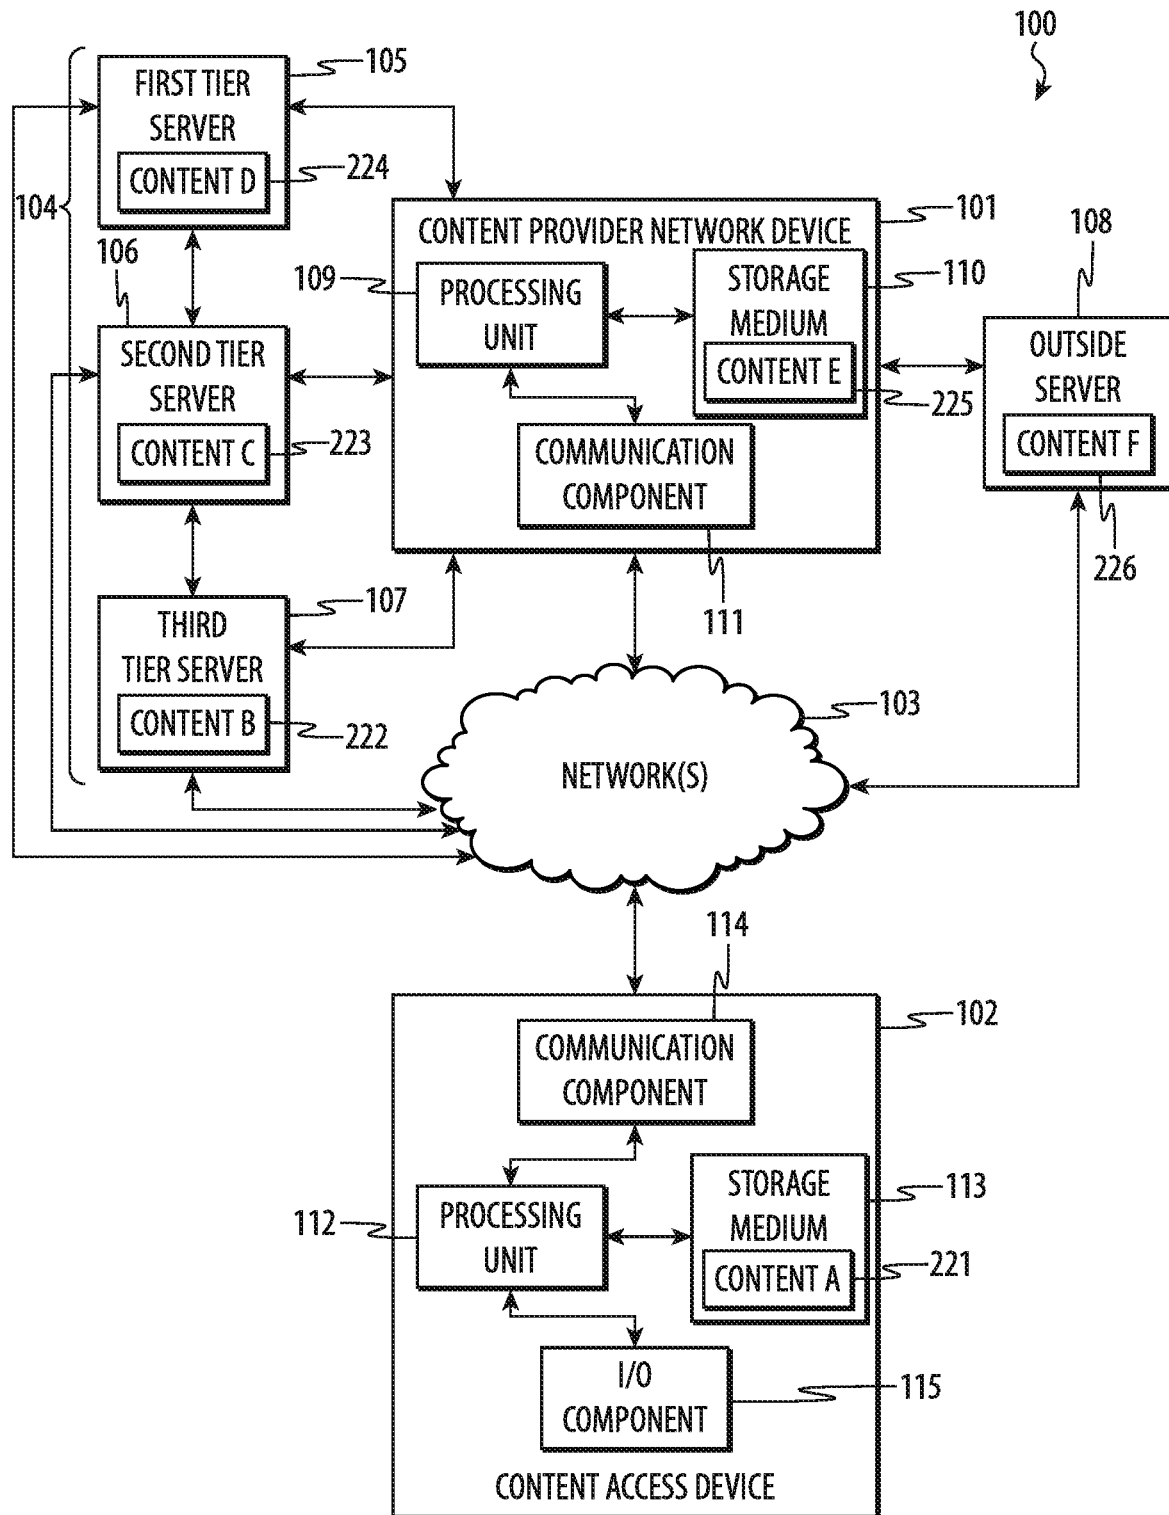 100
105
FIRST TIER
SERVER
CONTENT D
224
104
106
SECOND TIER
SERVER
CONTENT C
223
107
THIRD
TIER SERVER
CONTENT B
222
101
CONTENT PROVIDER NETWORK DEVICE
109
PROCESSING
UNIT
STORAGE
MEDIUM
110
CONTENT E
225
COMMUNICATION
COMPONENT
111
108
OUTSIDE
SERVER
CONTENT F
226
103
NETWORK(S)
114
102
COMMUNICATION
COMPONENT
112
PROCESSING
UNIT
STORAGE
MEDIUM
113
CONTENT A
221
I/O
COMPONENT
115
CONTENT ACCESS DEVICE